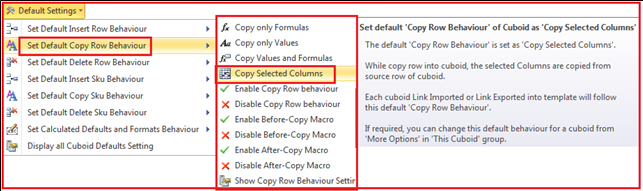 Default Settings
Set Default Insert Row Behaviour
Set Default Copy Row Behaviour
Set Default Delete Row Behaviour
Set Default Insert Sku Behaviour
Set Default Copy Sku Behaviour
Set Default Delete Sku Behaviour
Set Calculated Defaults and Formats Behaviour
Display all Cuboid Defaults Setting
Copy only Formulas
Copy only Values
Copy Values and Formulas
Copy Selected Columns
Enable Copy Row behaviour
Disable Copy Row behaviour
Enable Before-Copy Macro
Disable Before-Copy Macro
Enable After-Copy Macro
Disable After-Copy Macro
Show Copy Row Behaviour Settin
Set default 'Copy Row Behaviour' of Cuboid as 'Copy Selected Columns'
The default 'Copy Row Behaviour' is set as 'Copy Selected Columns'.
While copy row into cuboid, the selected Columns are copied from
source row of cuboid.
Each cuboid Link Imported or Link Exported into template will follow
this default 'Copy Row Behaviour'.
If required, you can change this default behaviour for a cuboid from
'More Options' in 'This Cuboid' group.